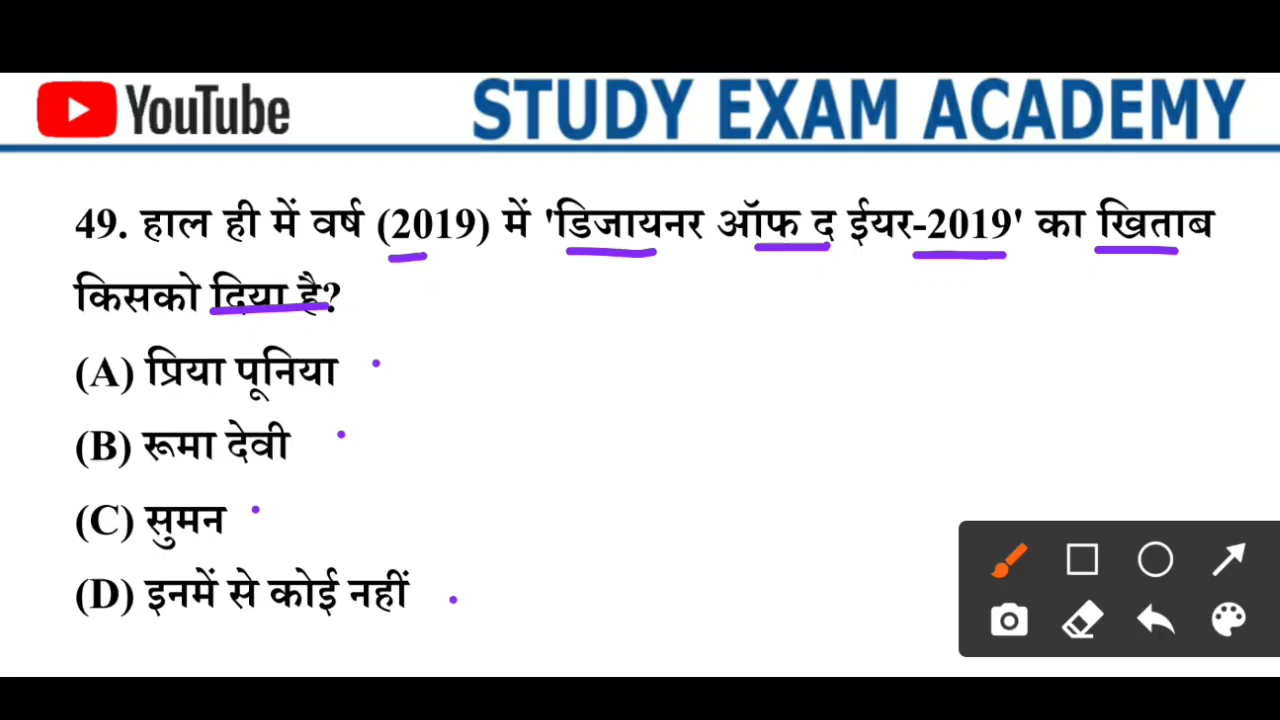 YouTube STUDY EXAM ACADEMY
49. हाल ही में वर्ष (2019) में 'डिजायनर ऑफ द ईयर-2019' का खिताब
किसको दिया है?
(A) प्रिया पूनिया
(B) रूमा देवी
(C) सुमन
(D) इनमें से कोई नहीं